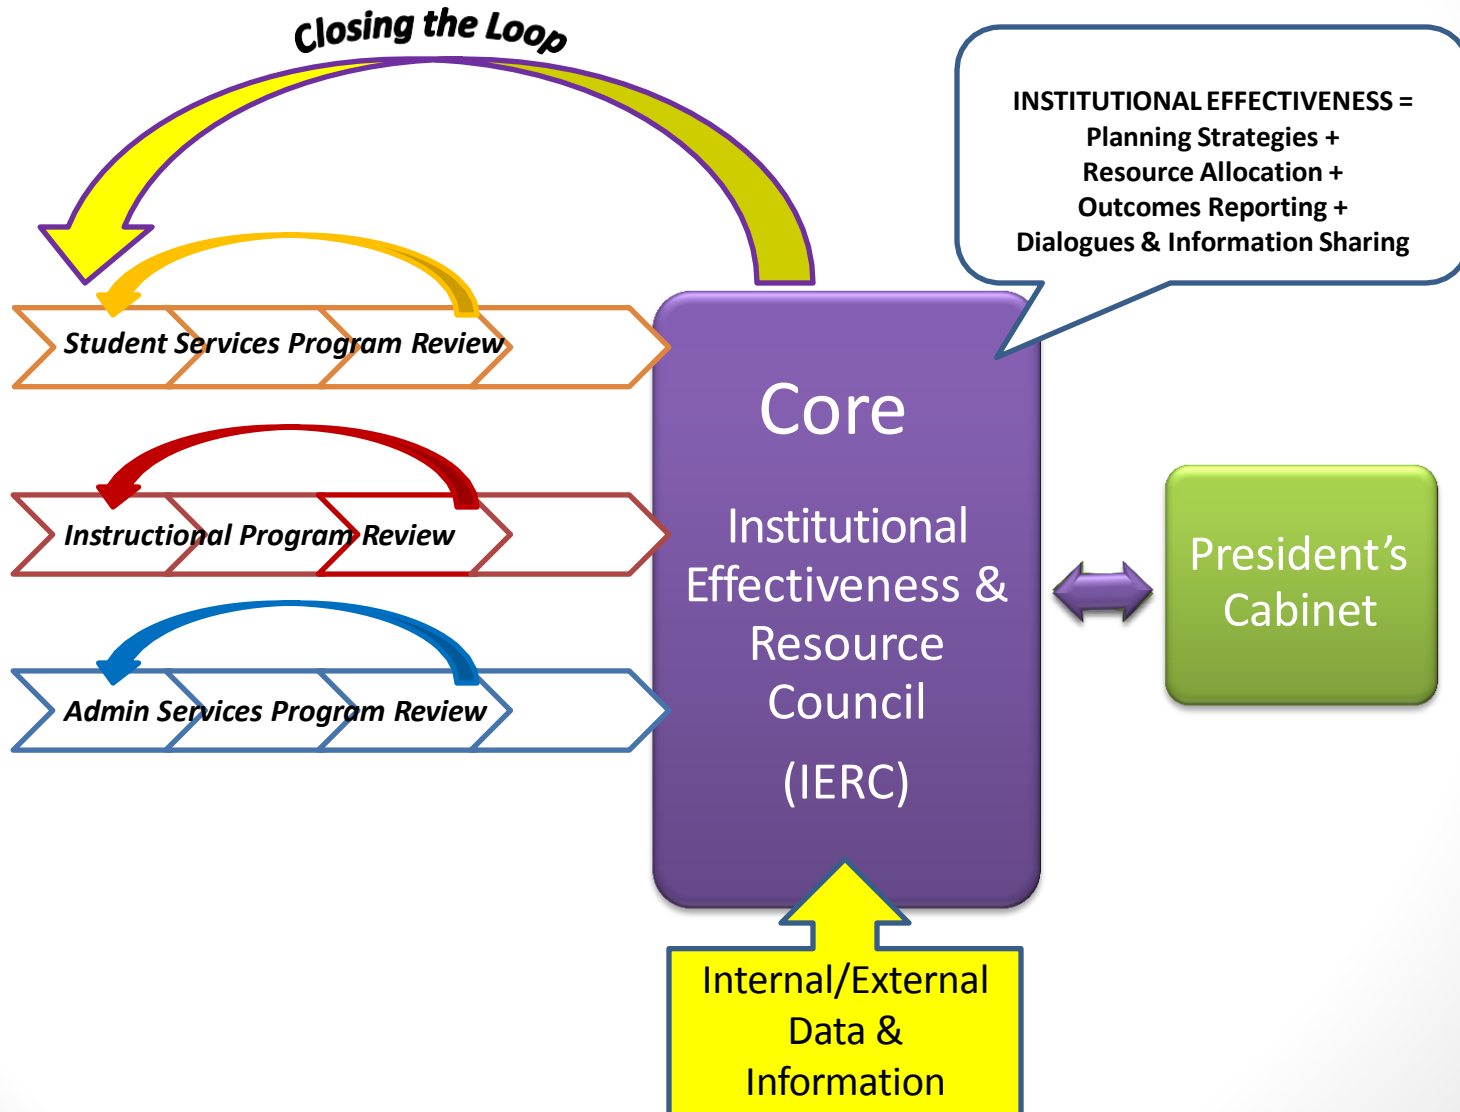 Closing the Loop
INSTITUTIONAL EFFECTIVENESS =
Planning Strategies +
Resource Allocation +
Outcomes Reporting +
Dialogues & Information Sharing
Student Services Program Review
Instructional Program Review
Admin Services Program Review
Core
Institutional
Effectiveness &
Resource
Council
(IERC)
President’s
Cabinet
Internal/External
Data &
Information